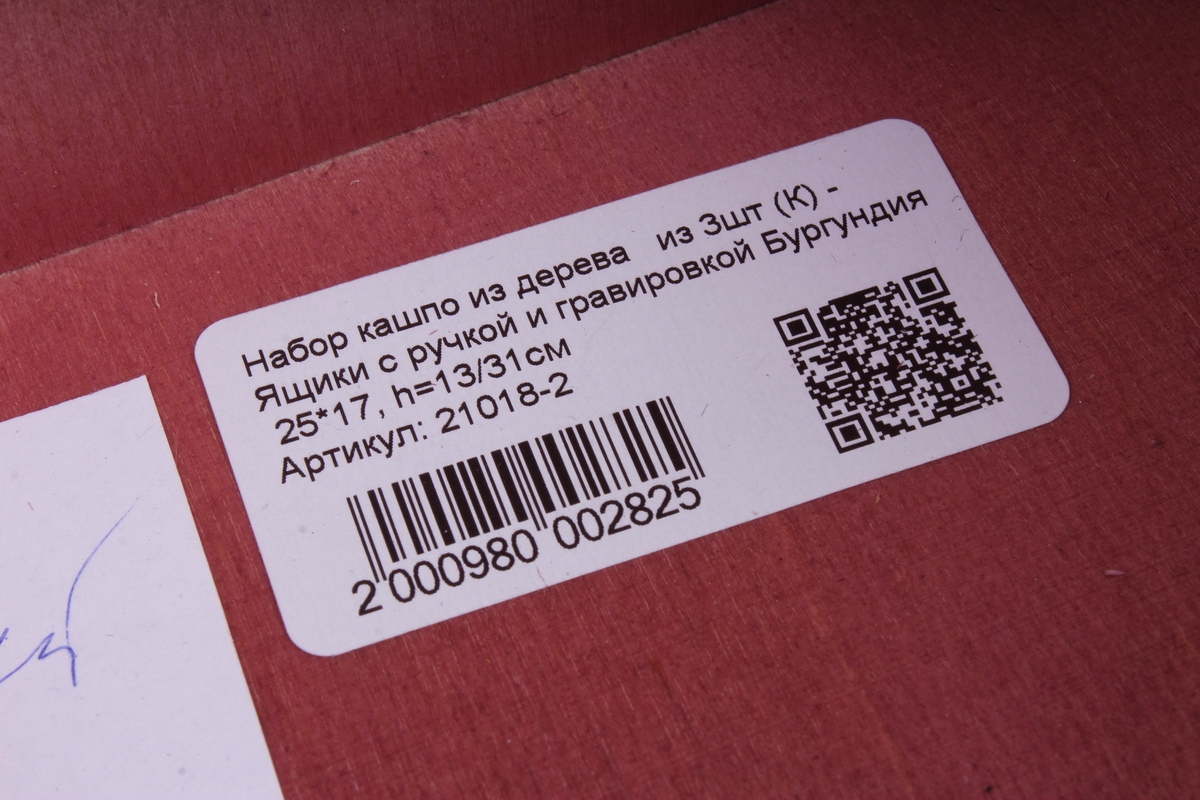 Набор кашпо из дерева из 3шт (К) -
Ящики с ручкой и гравировкой Бургундия
25*17, h=13/31см
Артикул: 21018-2
2 000980 002825